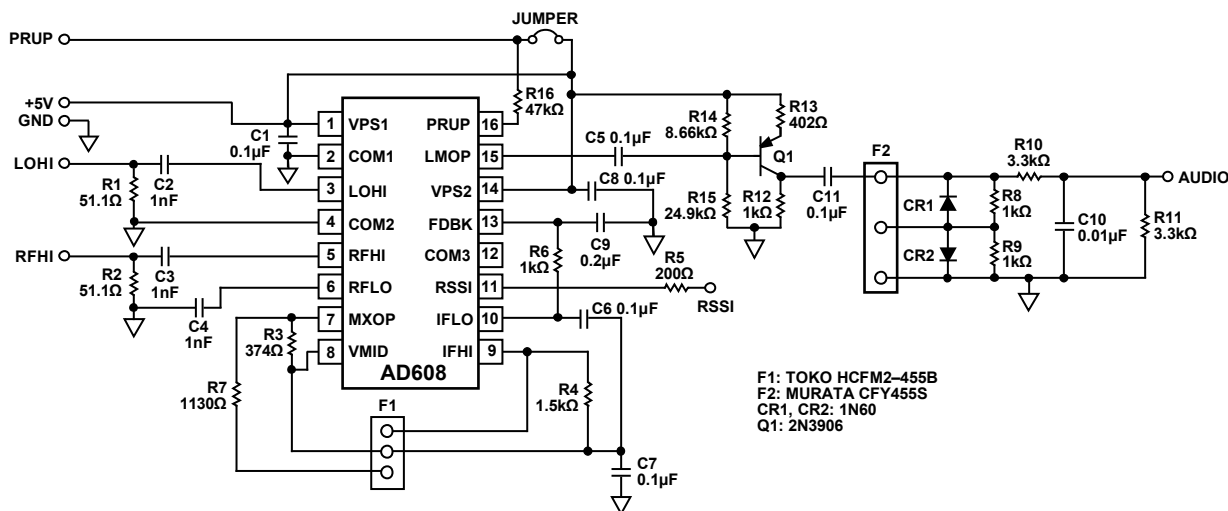 JUMPER
PRUP
+5V
GND
LOHI
RFHI
C1
0.1µF
R1
51.1Ω
C2
1nF
R2
51.1Ω
C3
1nF
C4
1nF
R7
1130Ω
R3
374Ω
1 VPS1
2 COM1
3 LOHI
4 COM2
5 RFHI
6 RFLO
7 MXOP
8 VMID
PRUP 16
LMOP 15
VPS2 14
FDBK 13
COM3 12
RSSI 11
IFLO 10
IFHI 9
AD608
F1
R16
47kΩ
C5 0.1µF
C8 0.1µF
R6
1kΩ
C9
0.2µF
R5
200Ω
RSSI
C6 0.1µF
R4
1.5kΩ
C7
0.1µF
R14
8.66kΩ
R13
402Ω
Q1
R15
24.9kΩ
R12
1kΩ
C11
0.1µF
F2
CR1
CR2
R8
1kΩ
R9
1kΩ
R10
3.3kΩ
C10
0.01µF
R11
3.3kΩ
AUDIO
F1: TOKO HCFM2–455B
F2: MURATA CFY455S
CR1, CR2: 1N60
Q1: 2N3906